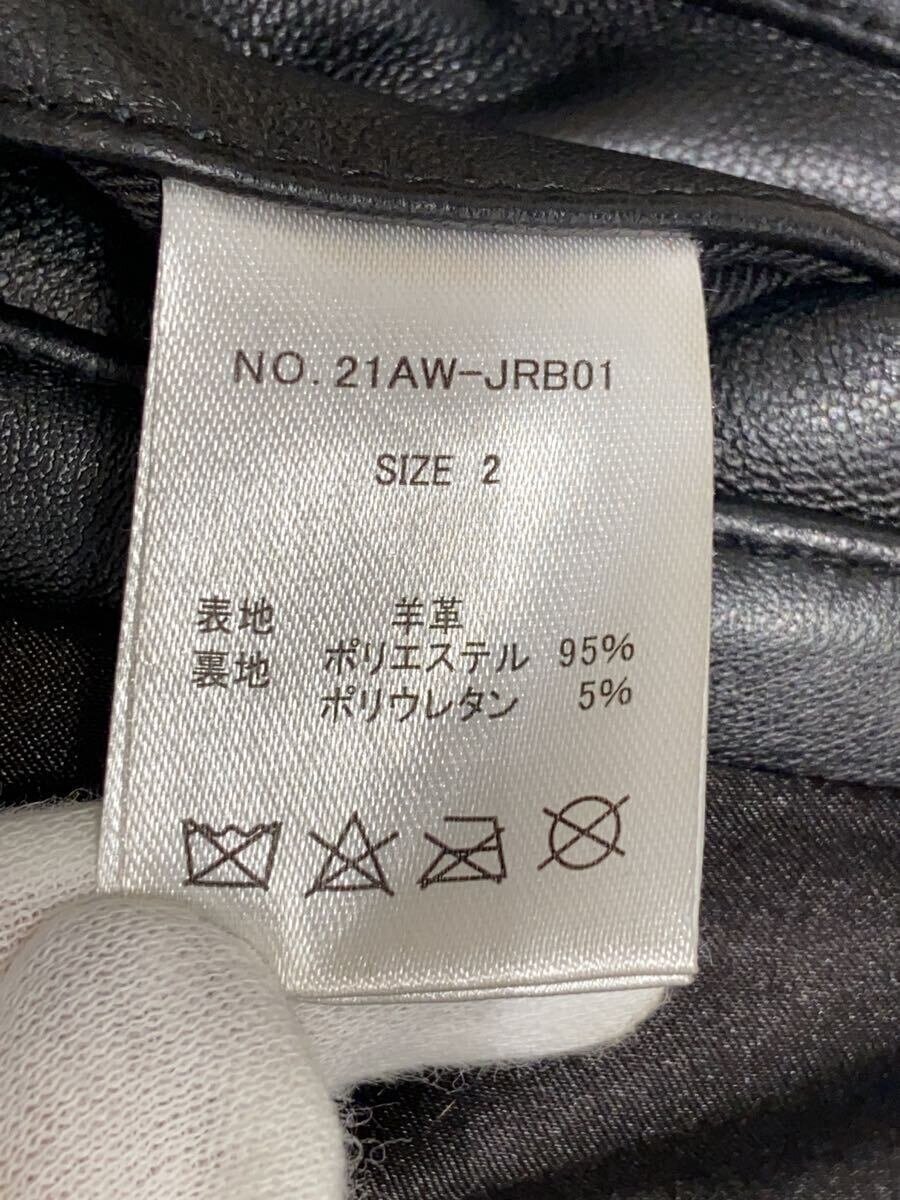 NO. 21AW-JRB01
SIZE 2
表地 羊革
裏地 ポリエステル 95%
ポリウレタン 5%